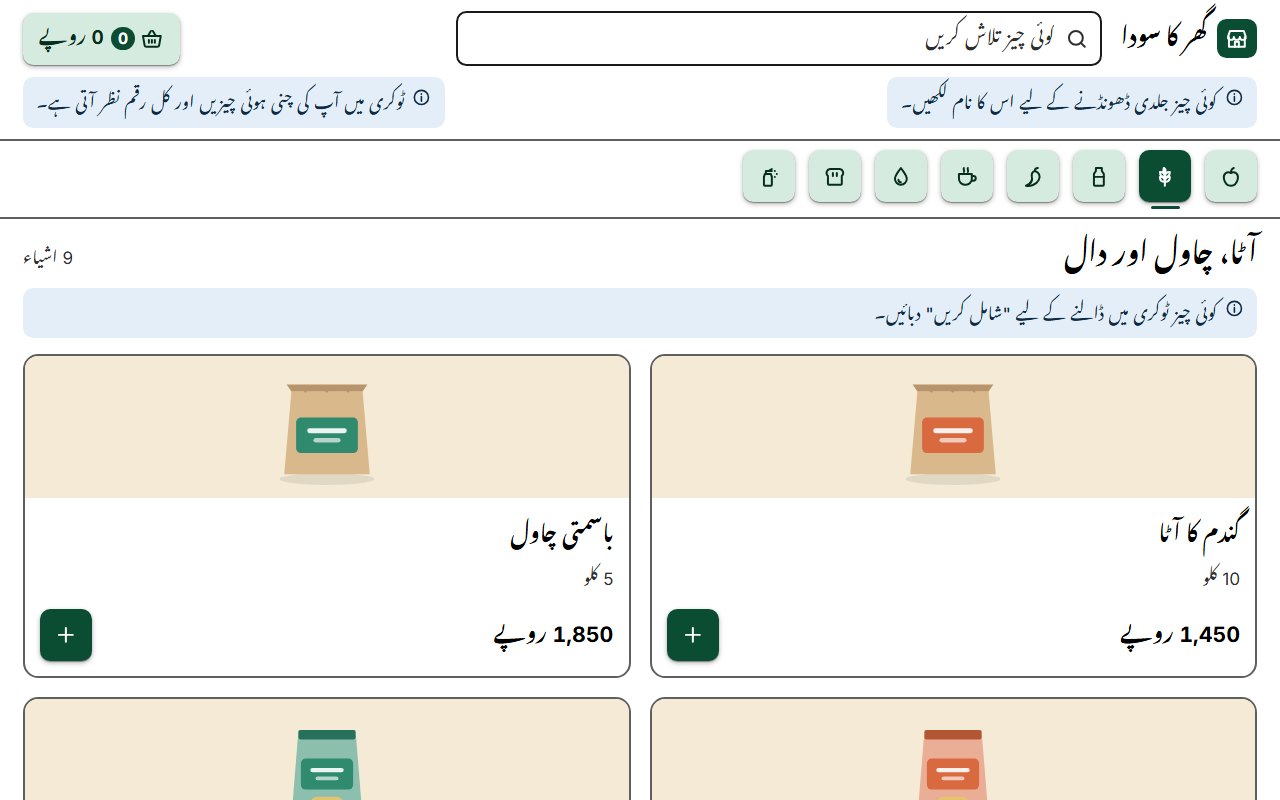 گھر کا سودا
کوئی چیز تلاش کریں
0 0 روپے
کوئی چیز جلدی ڈھونڈنے کے لیے اس کا نام لکھیں۔
ٹوکری میں آپ کی چنی ہوئی چیزیں اور کل رقم نظر آتی ہے۔
آٹا، چاول اور دال
9 اشیاء
کوئی چیز ٹوکری میں ڈالنے کے لیے "شامل کریں" دبائیں۔
گندم کا آٹا
10 کلو
1,450 روپے
باسمتی چاول
5 کلو
1,850 روپے